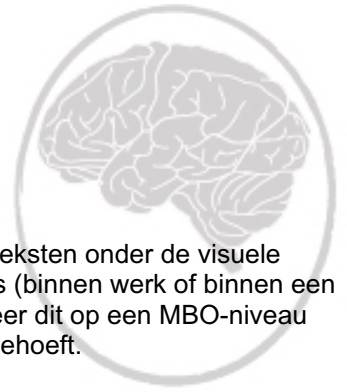 eksten onder de visuele
s (binnen werk of binnen een
eer dit op een MBO-niveau
ehoeft.